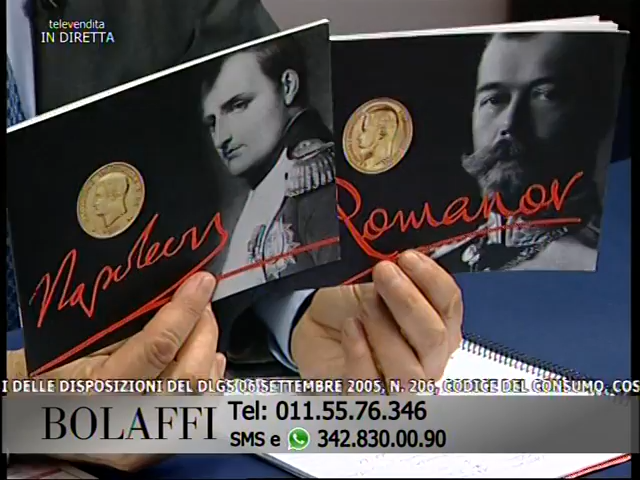 televendita
IN DIRETTA
Napoleon
Romanov
I DELLE DISPOSIZIONI DEL DLGS 06 SETTEMBRE 2005, N. 206, CODICE DEL CONSUMO, COS
BOLAFFI
Tel: 011.55.76.346
SMS e 342.830.00.90